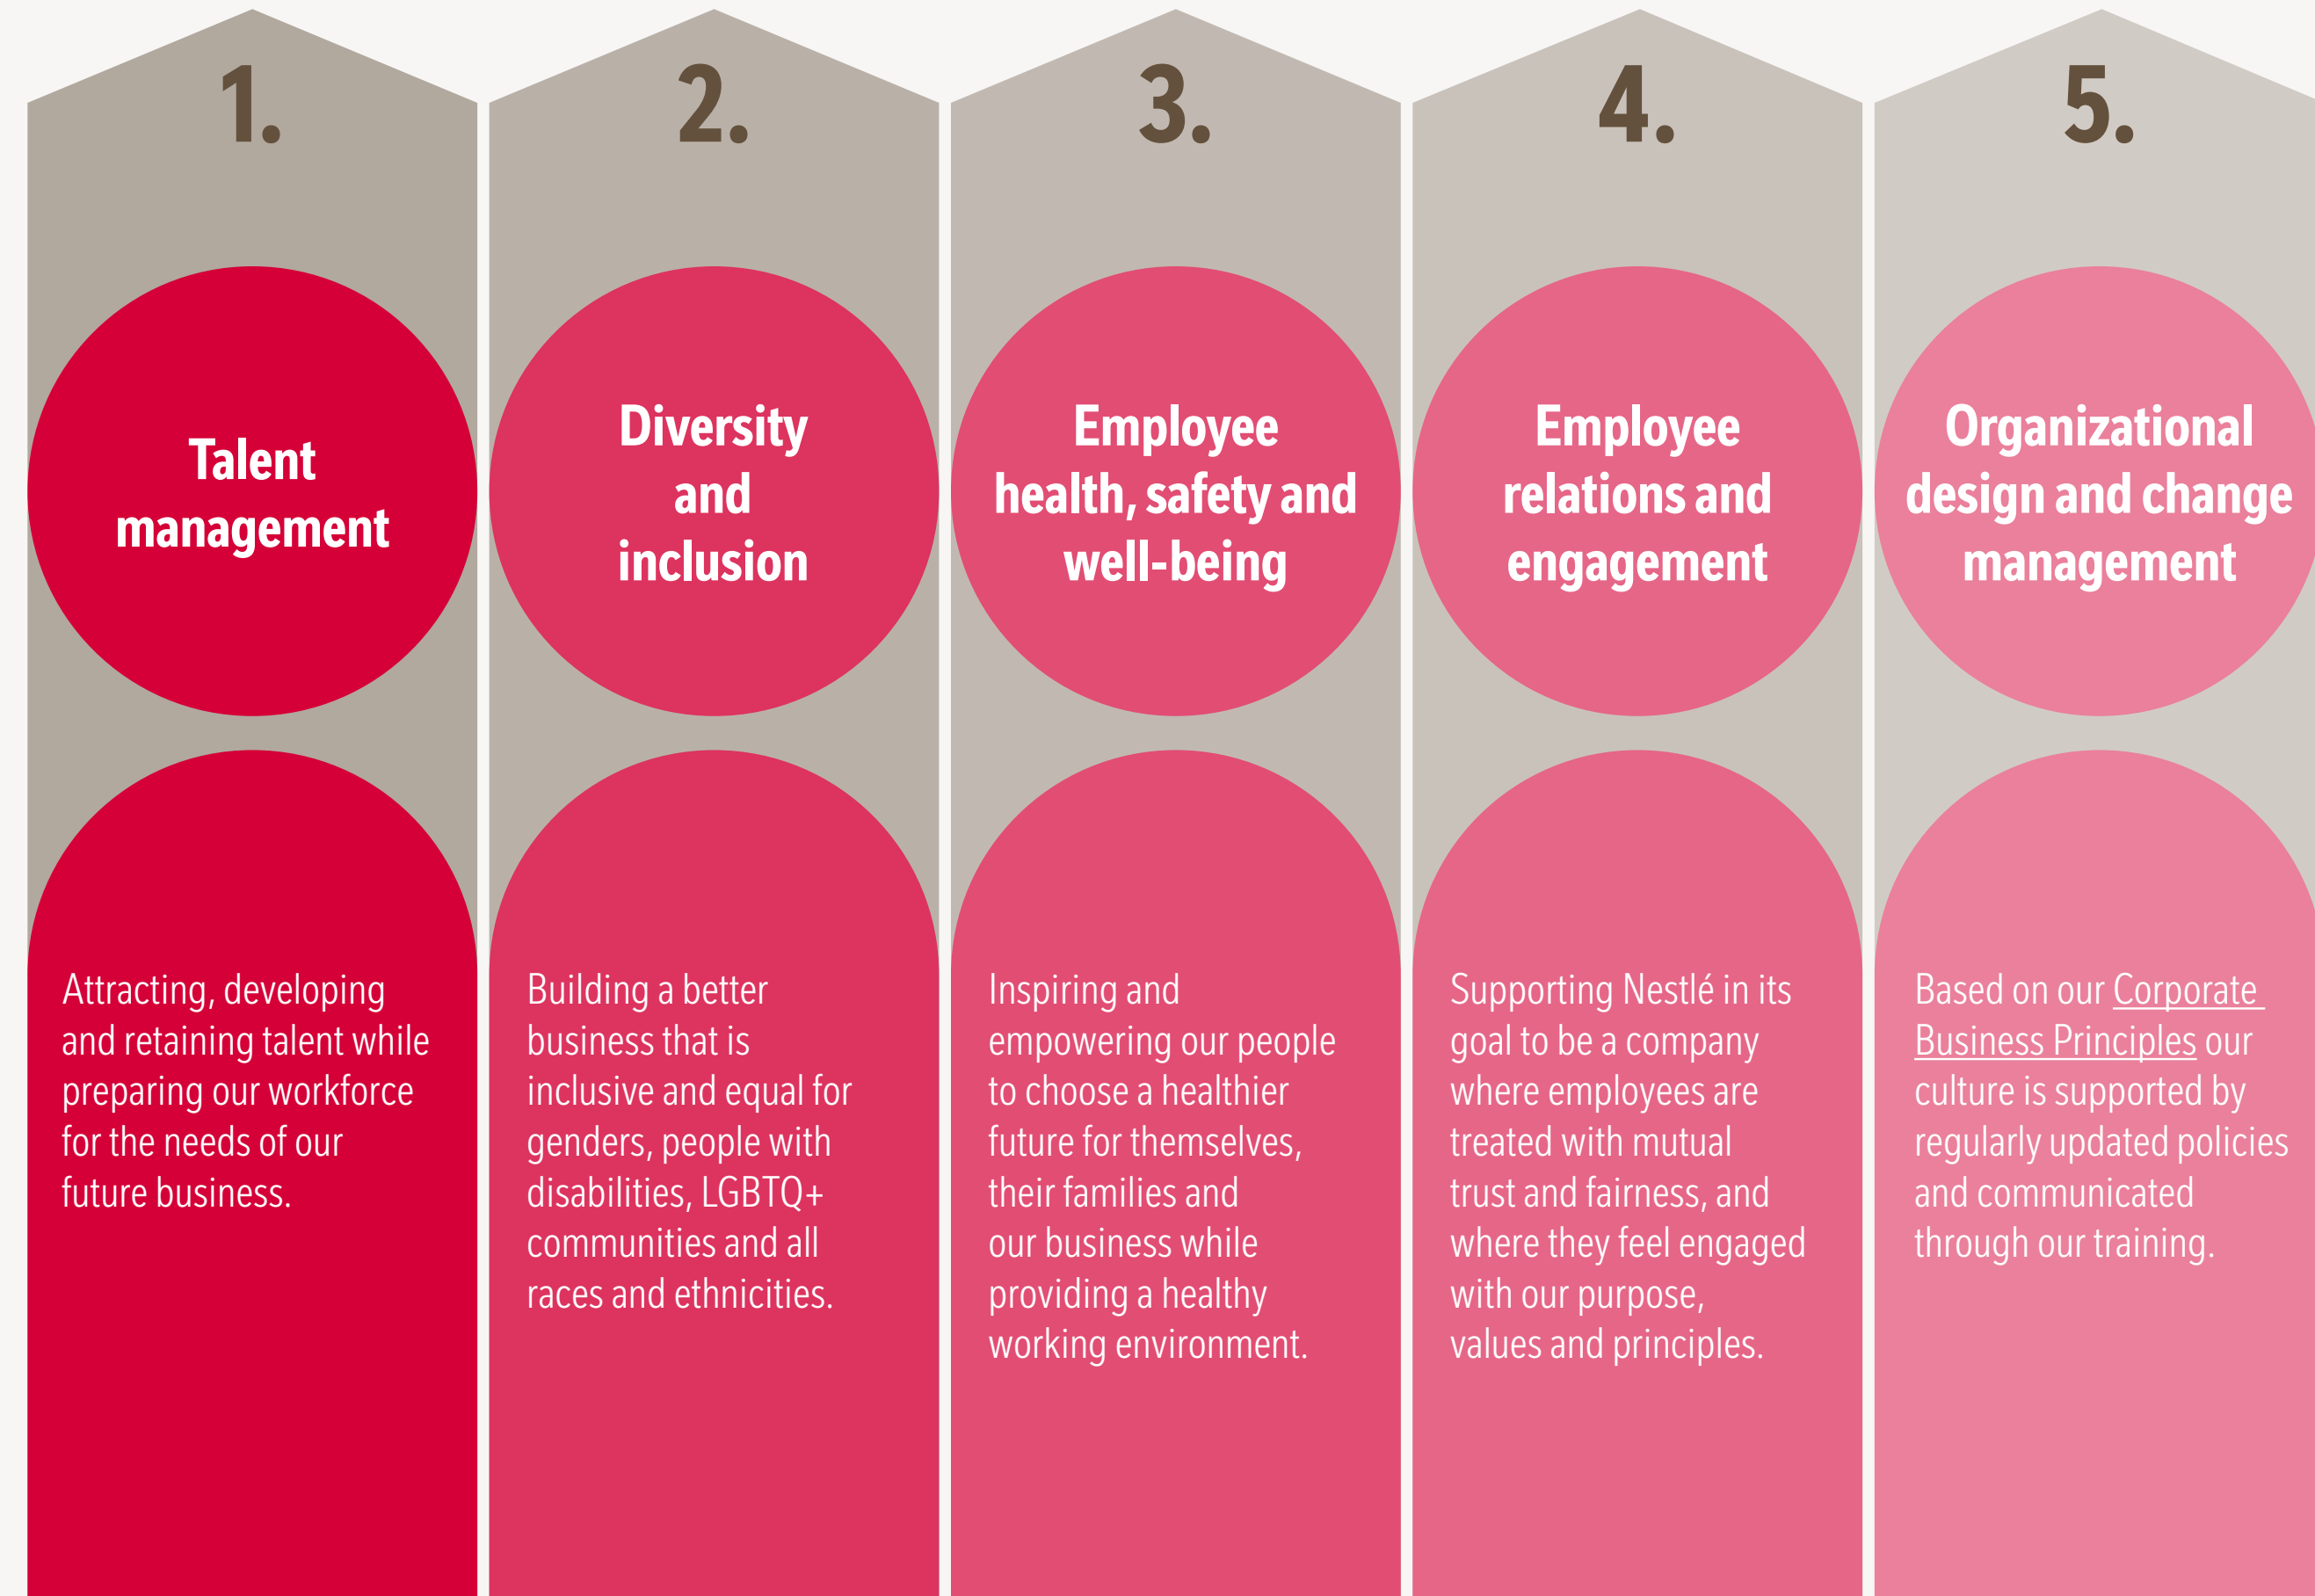 1.
Talent
management
Attracting, developing
and retaining talent while
preparing our workforce
for the needs of our
future business.
2.
Diversity
and
inclusion
Building a better
business that is
inclusive and equal for
genders, people with
disabilities, LGBTQ+
communities and all
races and ethnicities.
3.
Employee
health, safety and
well-being
Inspiring and
empowering our people
to choose a healthier
future for themselves,
their families and
our business while
providing a healthy
working environment.
4.
Employee
relations and
engagement
Supporting Nestlé in its
goal to be a company
where employees are
treated with mutual
trust and fairness, and
where they feel engaged
with our purpose,
values and principles.
5.
Organizational
design and change
management
Based on our Corporate
Business Principles our
culture is supported by
regularly updated policies
and communicated
through our training.